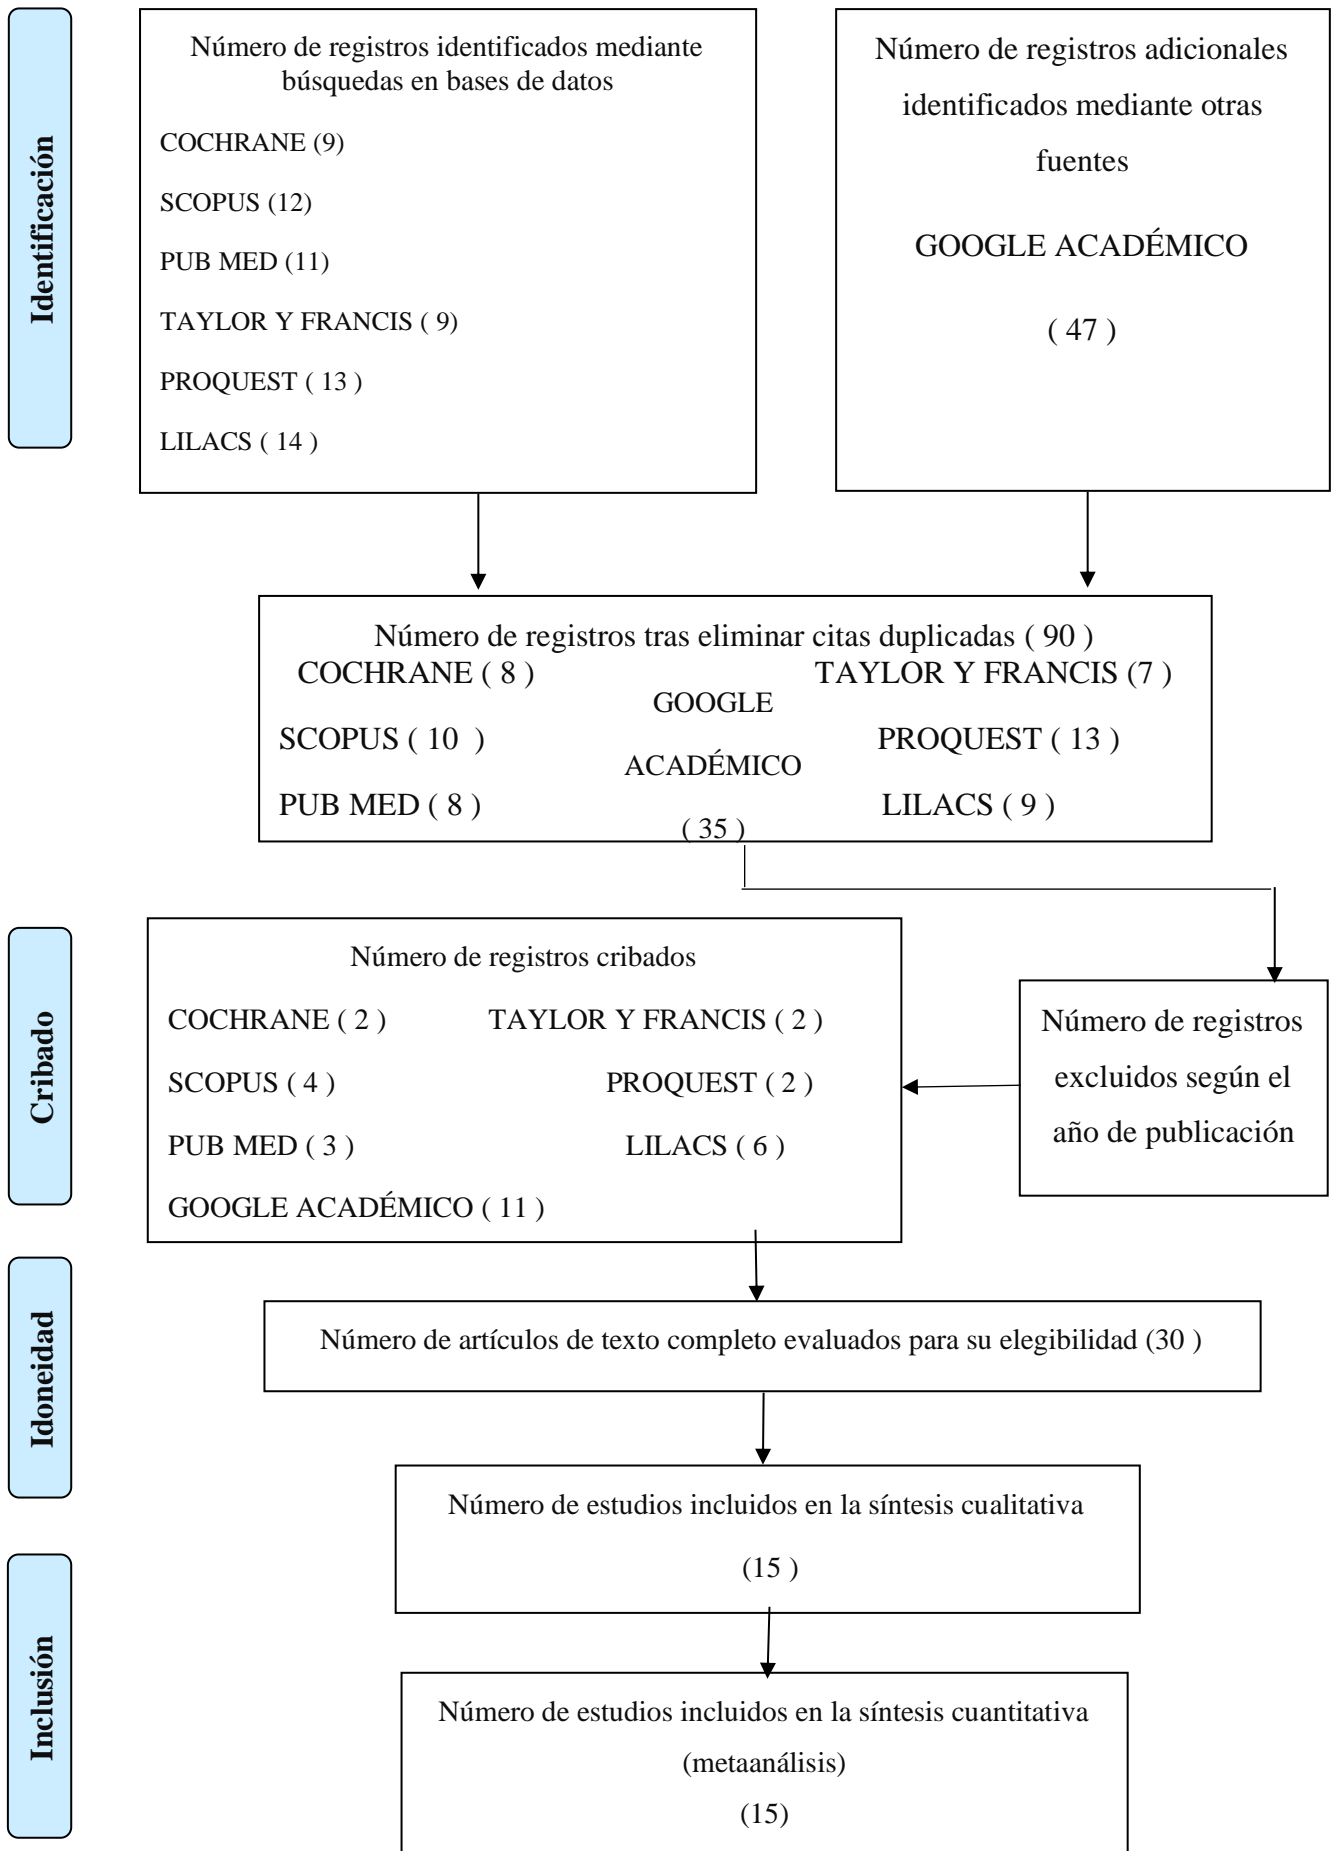 Identificación
Número de registros identificados mediante
búsquedas en bases de datos
COCHRANE (9)
SCOPUS (12)
PUB MED (11)
TAYLOR Y FRANCIS ( 9)
PROQUEST ( 13 )
LILACS ( 14 )
Número de registros adicionales
identificados mediante otras
fuentes
GOOGLE ACADÉMICO
( 47 )
Número de registros tras eliminar citas duplicadas ( 90 )
COCHRANE ( 8 )
SCOPUS ( 10 )
PUB MED ( 8 )
GOOGLE
ACADÉMICO
( 35 )
TAYLOR Y FRANCIS (7 )
PROQUEST ( 13 )
LILACS ( 9 )
Cribado
Número de registros cribados
COCHRANE ( 2 ) TAYLOR Y FRANCIS ( 2 )
SCOPUS ( 4 ) PROQUEST ( 2 )
PUB MED ( 3 ) LILACS ( 6 )
GOOGLE ACADÉMICO ( 11 )
Número de registros
excluidos según el
año de publicación
Idoneidad
Número de artículos de texto completo evaluados para su elegibilidad (30 )
Número de estudios incluidos en la síntesis cualitativa
(15 )
Inclusión
Número de estudios incluidos en la síntesis cuantitativa
(metaanálisis)
(15)